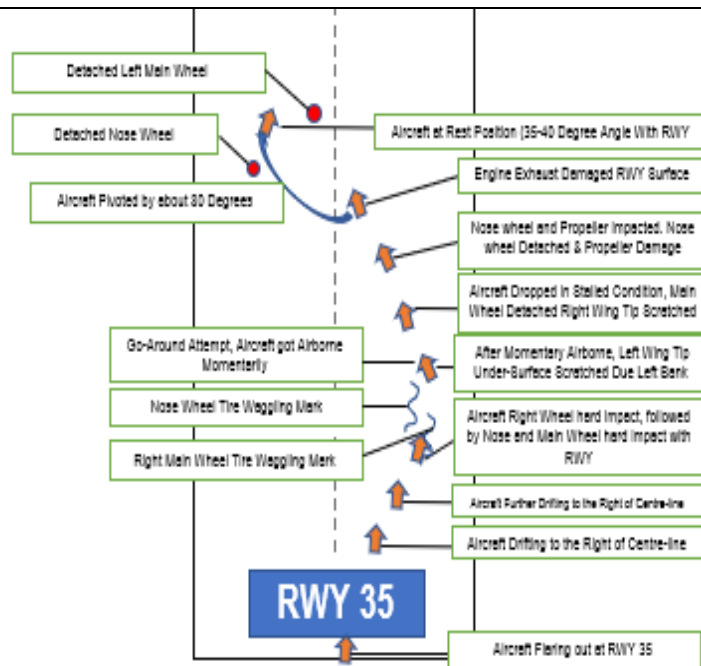 Detached Left Main Wheel
Detached Nose Wheel
Aircraft at Rest Position (35-40 Degree Angle With RWY
Engine Exhaust Damaged RWY Surface
Aircraft Pivoted by about 80 Degrees
Nose wheel and Propeller Impacted. Nose
wheel Detached & Propeller Damage
Aircraft Dropped in Stalled Condition, Main
Wheel Detached Right Wing Tip Scratched
Go-Around Attempt, Aircraft got Airborne
Momentarily
After Momentary Airborne, Left Wing Tip
Under-Surface Scratched Due Left Bank
Nose Wheel Tire Waggling Mark
Aircraft Right Wheel hard Impact, followed
by Nose and Main Wheel hard Impact with
RWY
Right Main Wheel Tire Waggling Mark
Aircraft Further Drifting to the Right of Centre-line
Aircraft Drifting to the Right of Centre-line
RWY 35
Aircraft Flaring out at RWY 35